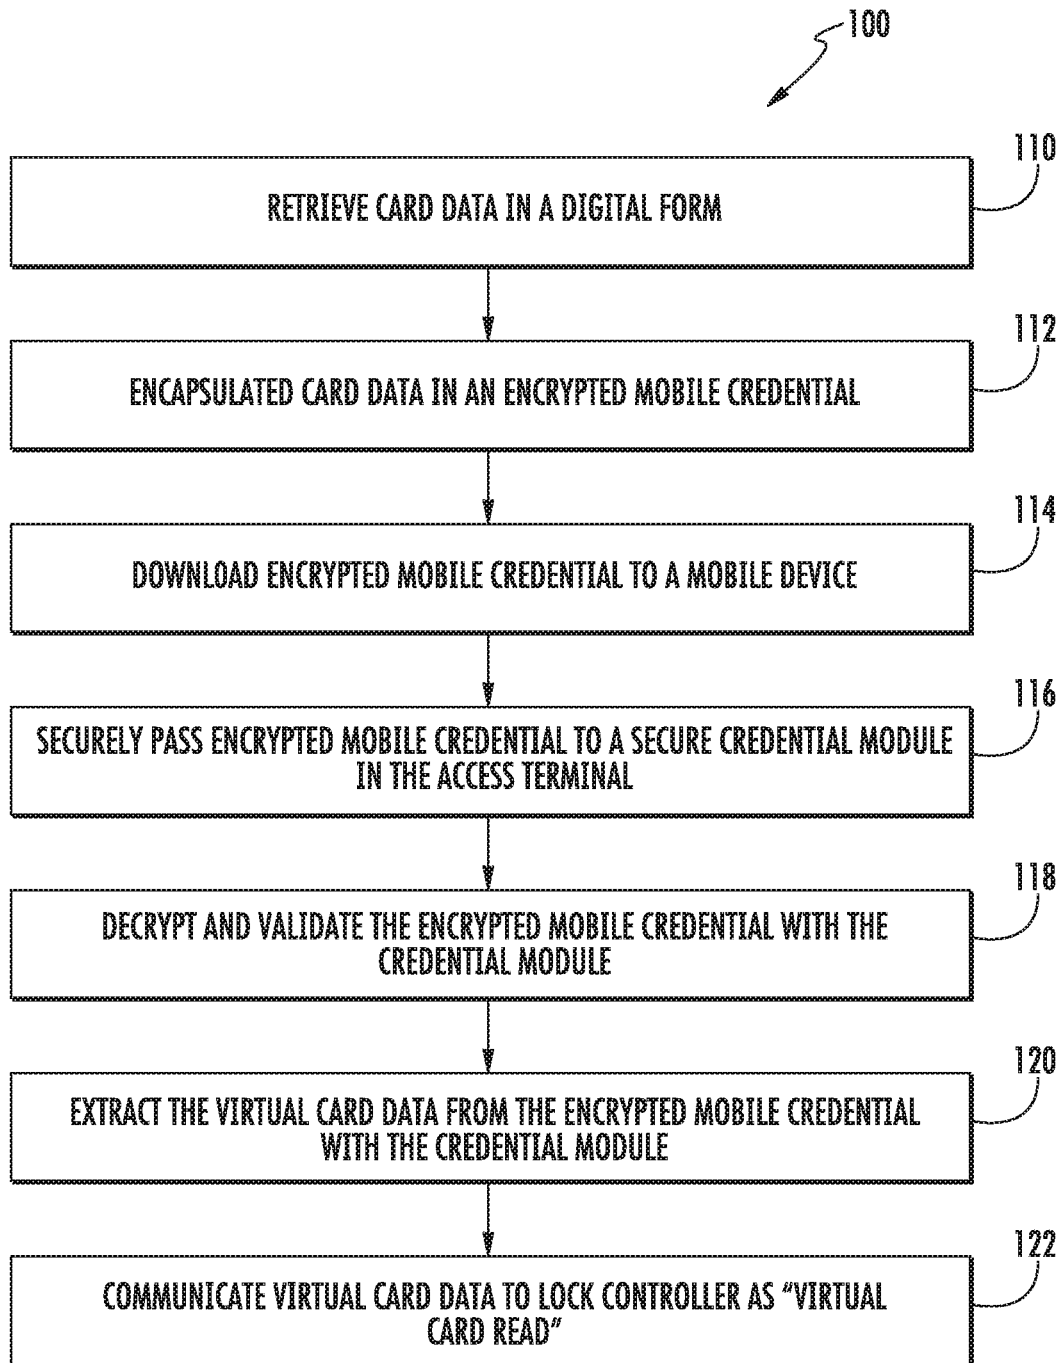 100
110
RETRIEVE CARD DATA IN A DIGITAL FORM
112
ENCAPSULATED CARD DATA IN AN ENCRYPTED MOBILE CREDENTIAL
114
DOWNLOAD ENCRYPTED MOBILE CREDENTIAL TO A MOBILE DEVICE
116
SECURELY PASS ENCRYPTED MOBILE CREDENTIAL TO A SECURE CREDENTIAL MODULE
IN THE ACCESS TERMINAL
118
DECRYPT AND VALIDATE THE ENCRYPTED MOBILE CREDENTIAL WITH THE
CREDENTIAL MODULE
120
EXTRACT THE VIRTUAL CARD DATA FROM THE ENCRYPTED MOBILE CREDENTIAL
WITH THE CREDENTIAL MODULE
122
COMMUNICATE VIRTUAL CARD DATA TO LOCK CONTROLLER AS “VIRTUAL
CARD READ”